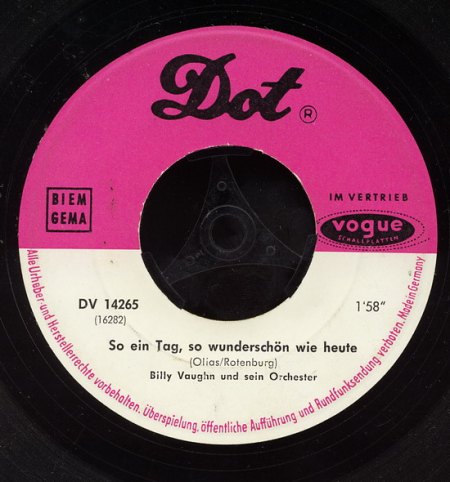 Dot ®
BIEM
GEMA
IM VERTRIEB
vogue
SCHALLPLATTEN
DV 14265
(16282)
1'58"
So ein Tag, so wunderschön wie heute
(Olias/Rotenburg)
Billy Vaughn und sein Orchester
Alle Urheber- und Herstellerrechte vorbehalten. Überspielung, öffentliche Aufführung und Rundfunksendung verboten. Made in Germany